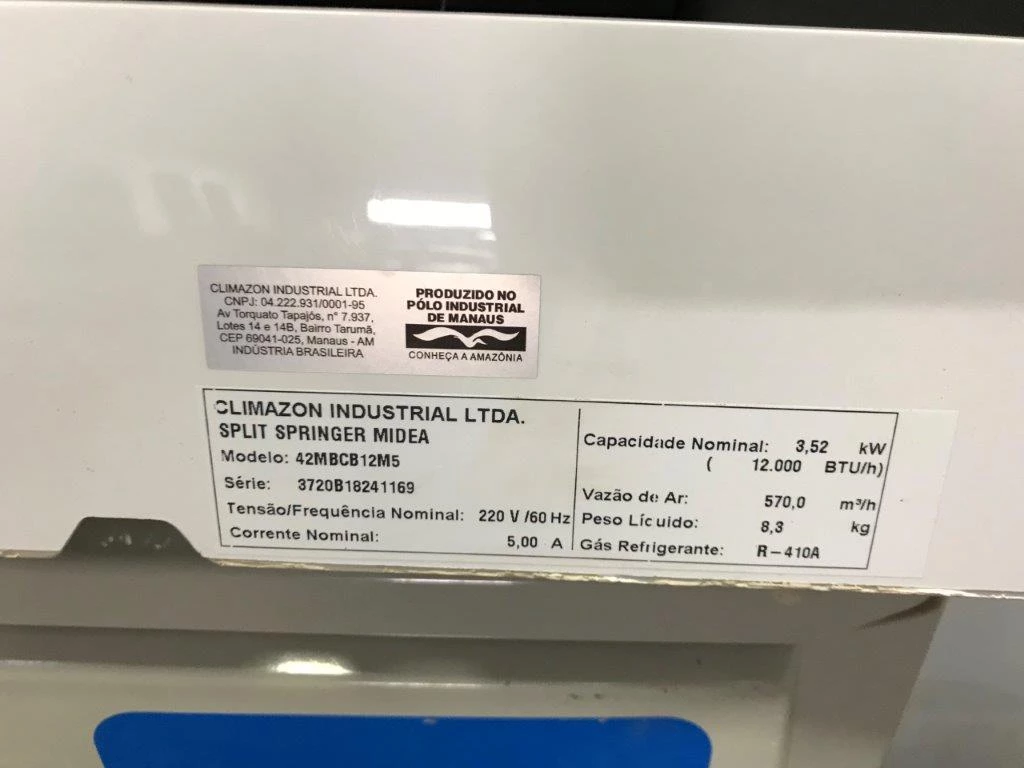 CLIMAZON INDUSTRIAL LTDA.
CNPJ: 04.222.931/0001-95
Av Torquato Tapajós, n° 7.937,
Lotes 14 e 14B, Bairro Tarumã,
CEP 69041-025, Manaus - AM
INDÚSTRIA BRASILEIRA
PRODUZIDO NO
PÓLO INDUSTRIAL
DE MANAUS
CONHEÇA A AMAZÔNIA
CLIMAZON INDUSTRIAL LTDA.
SPLIT SPRINGER MIDEA
Modelo: 42MBCB12M5
Série: 3720B18241169
Tensão/Frequência Nominal: 220 V /60 Hz
Corrente Nominal: 5,00 A
Capacidade Nominal: 3,52 kW
( 12.000 BTU/h)
Vazão de Ar: 570,0 m³/h
Peso Líquido: 8,3 kg
Gás Refrigerante: R-410A